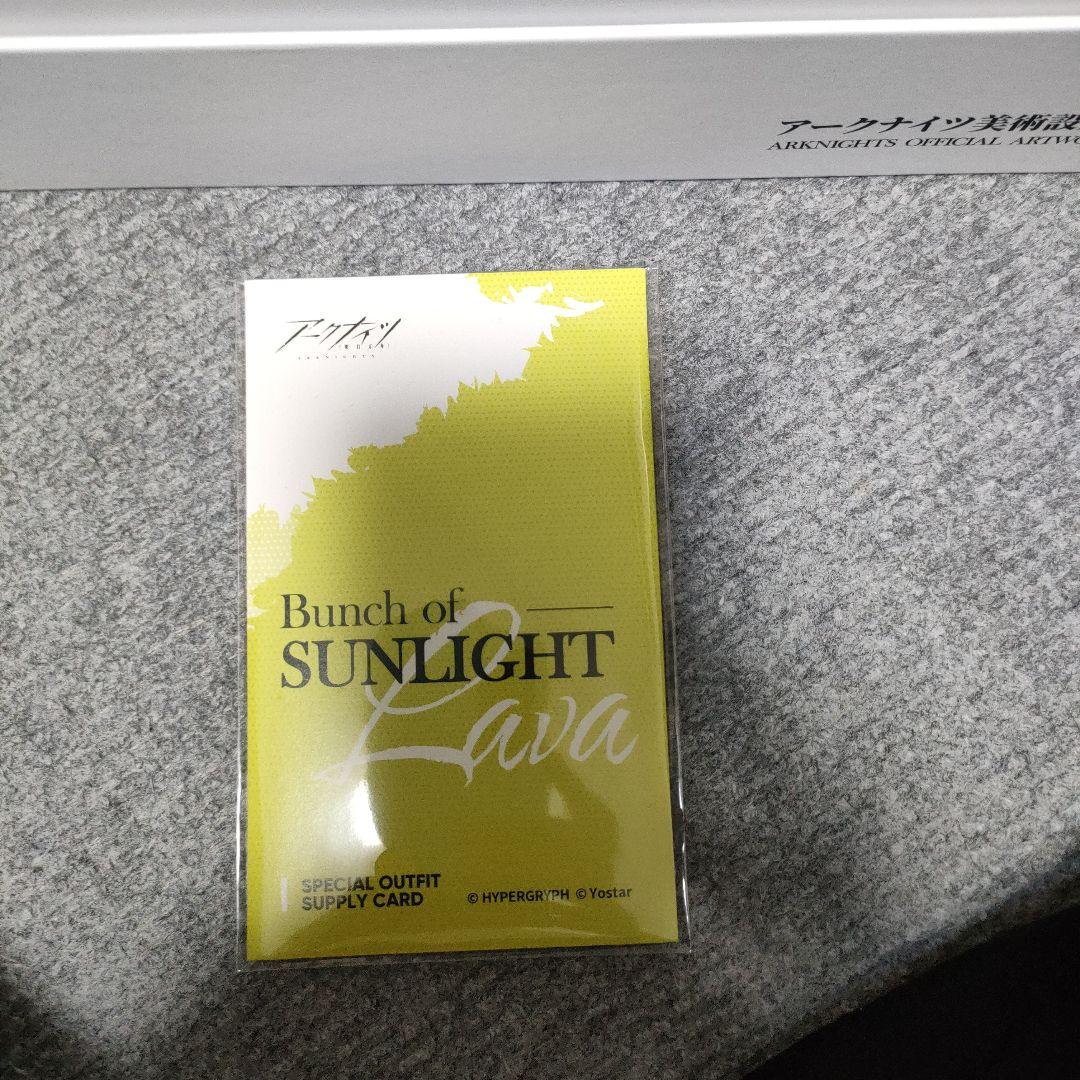 アークナイツ美術設
ARKNIGHTS OFFICIAL ARTWO
アークナイツ
ARKNIGHTS
Bunch of
SUNLIGHT
Lava
SPECIAL OUTFIT
SUPPLY CARD
© HYPERGRYPH © Yostar